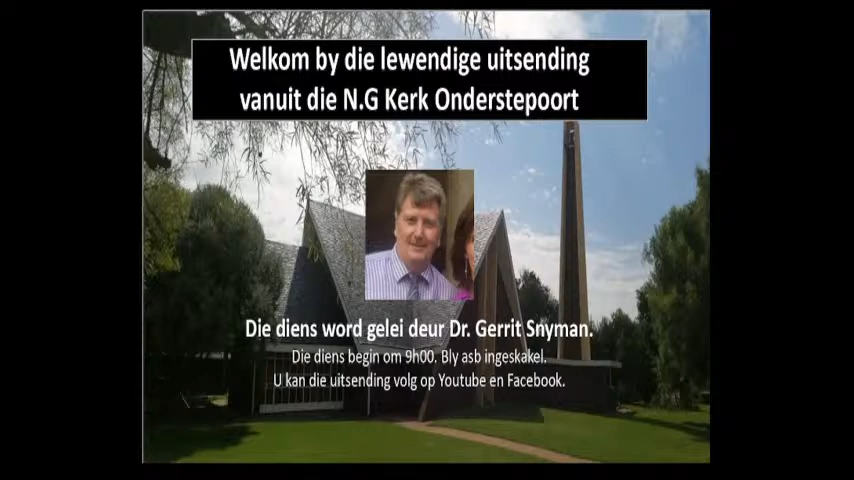 Welkom by die lewendige uitsending
vanuit die N.G Kerk Onderstepoort
Die diens word gelei deur Dr. Gerrit Snyman.
Die diens begin om 9h00. Bly asb ingeskakel.
U kan die uitsending volg op Youtube en Facebook.